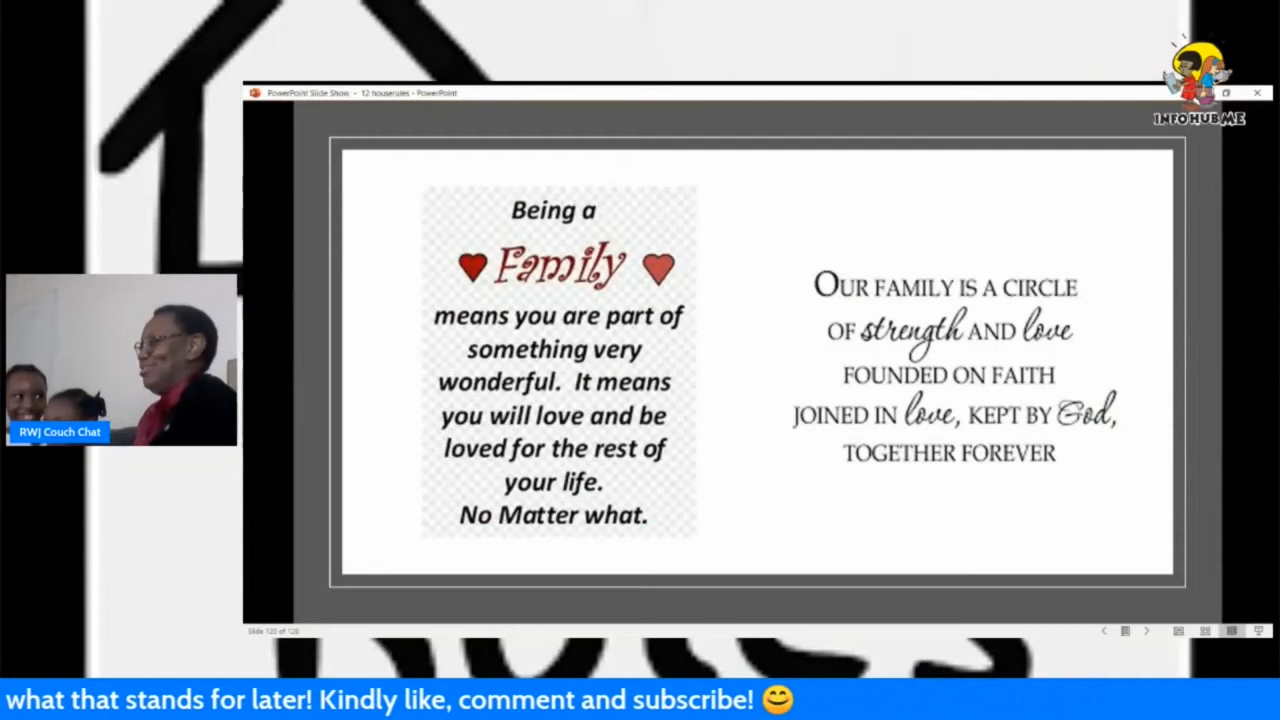 PowerPoint Slide Show - 12 houserules - PowerPoint
INFO HUB ME
Being a
Family
means you are part of
something very
wonderful. It means
you will love and be
loved for the rest of
your life.
No Matter what.
OUR FAMILY IS A CIRCLE
OF strength AND love
FOUNDED ON FAITH
JOINED IN love, KEPT BY God,
TOGETHER FOREVER
RWJ Couch Chat
what that stands for later! Kindly like, comment and subscribe! 😊